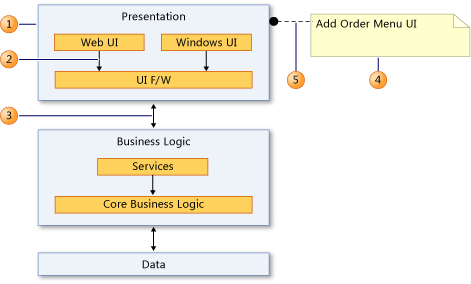 1
Presentation
Add Order Menu UI
Web UI
Windows UI
2
UI F/W
5
4
3
Business Logic
Services
Core Business Logic
Data